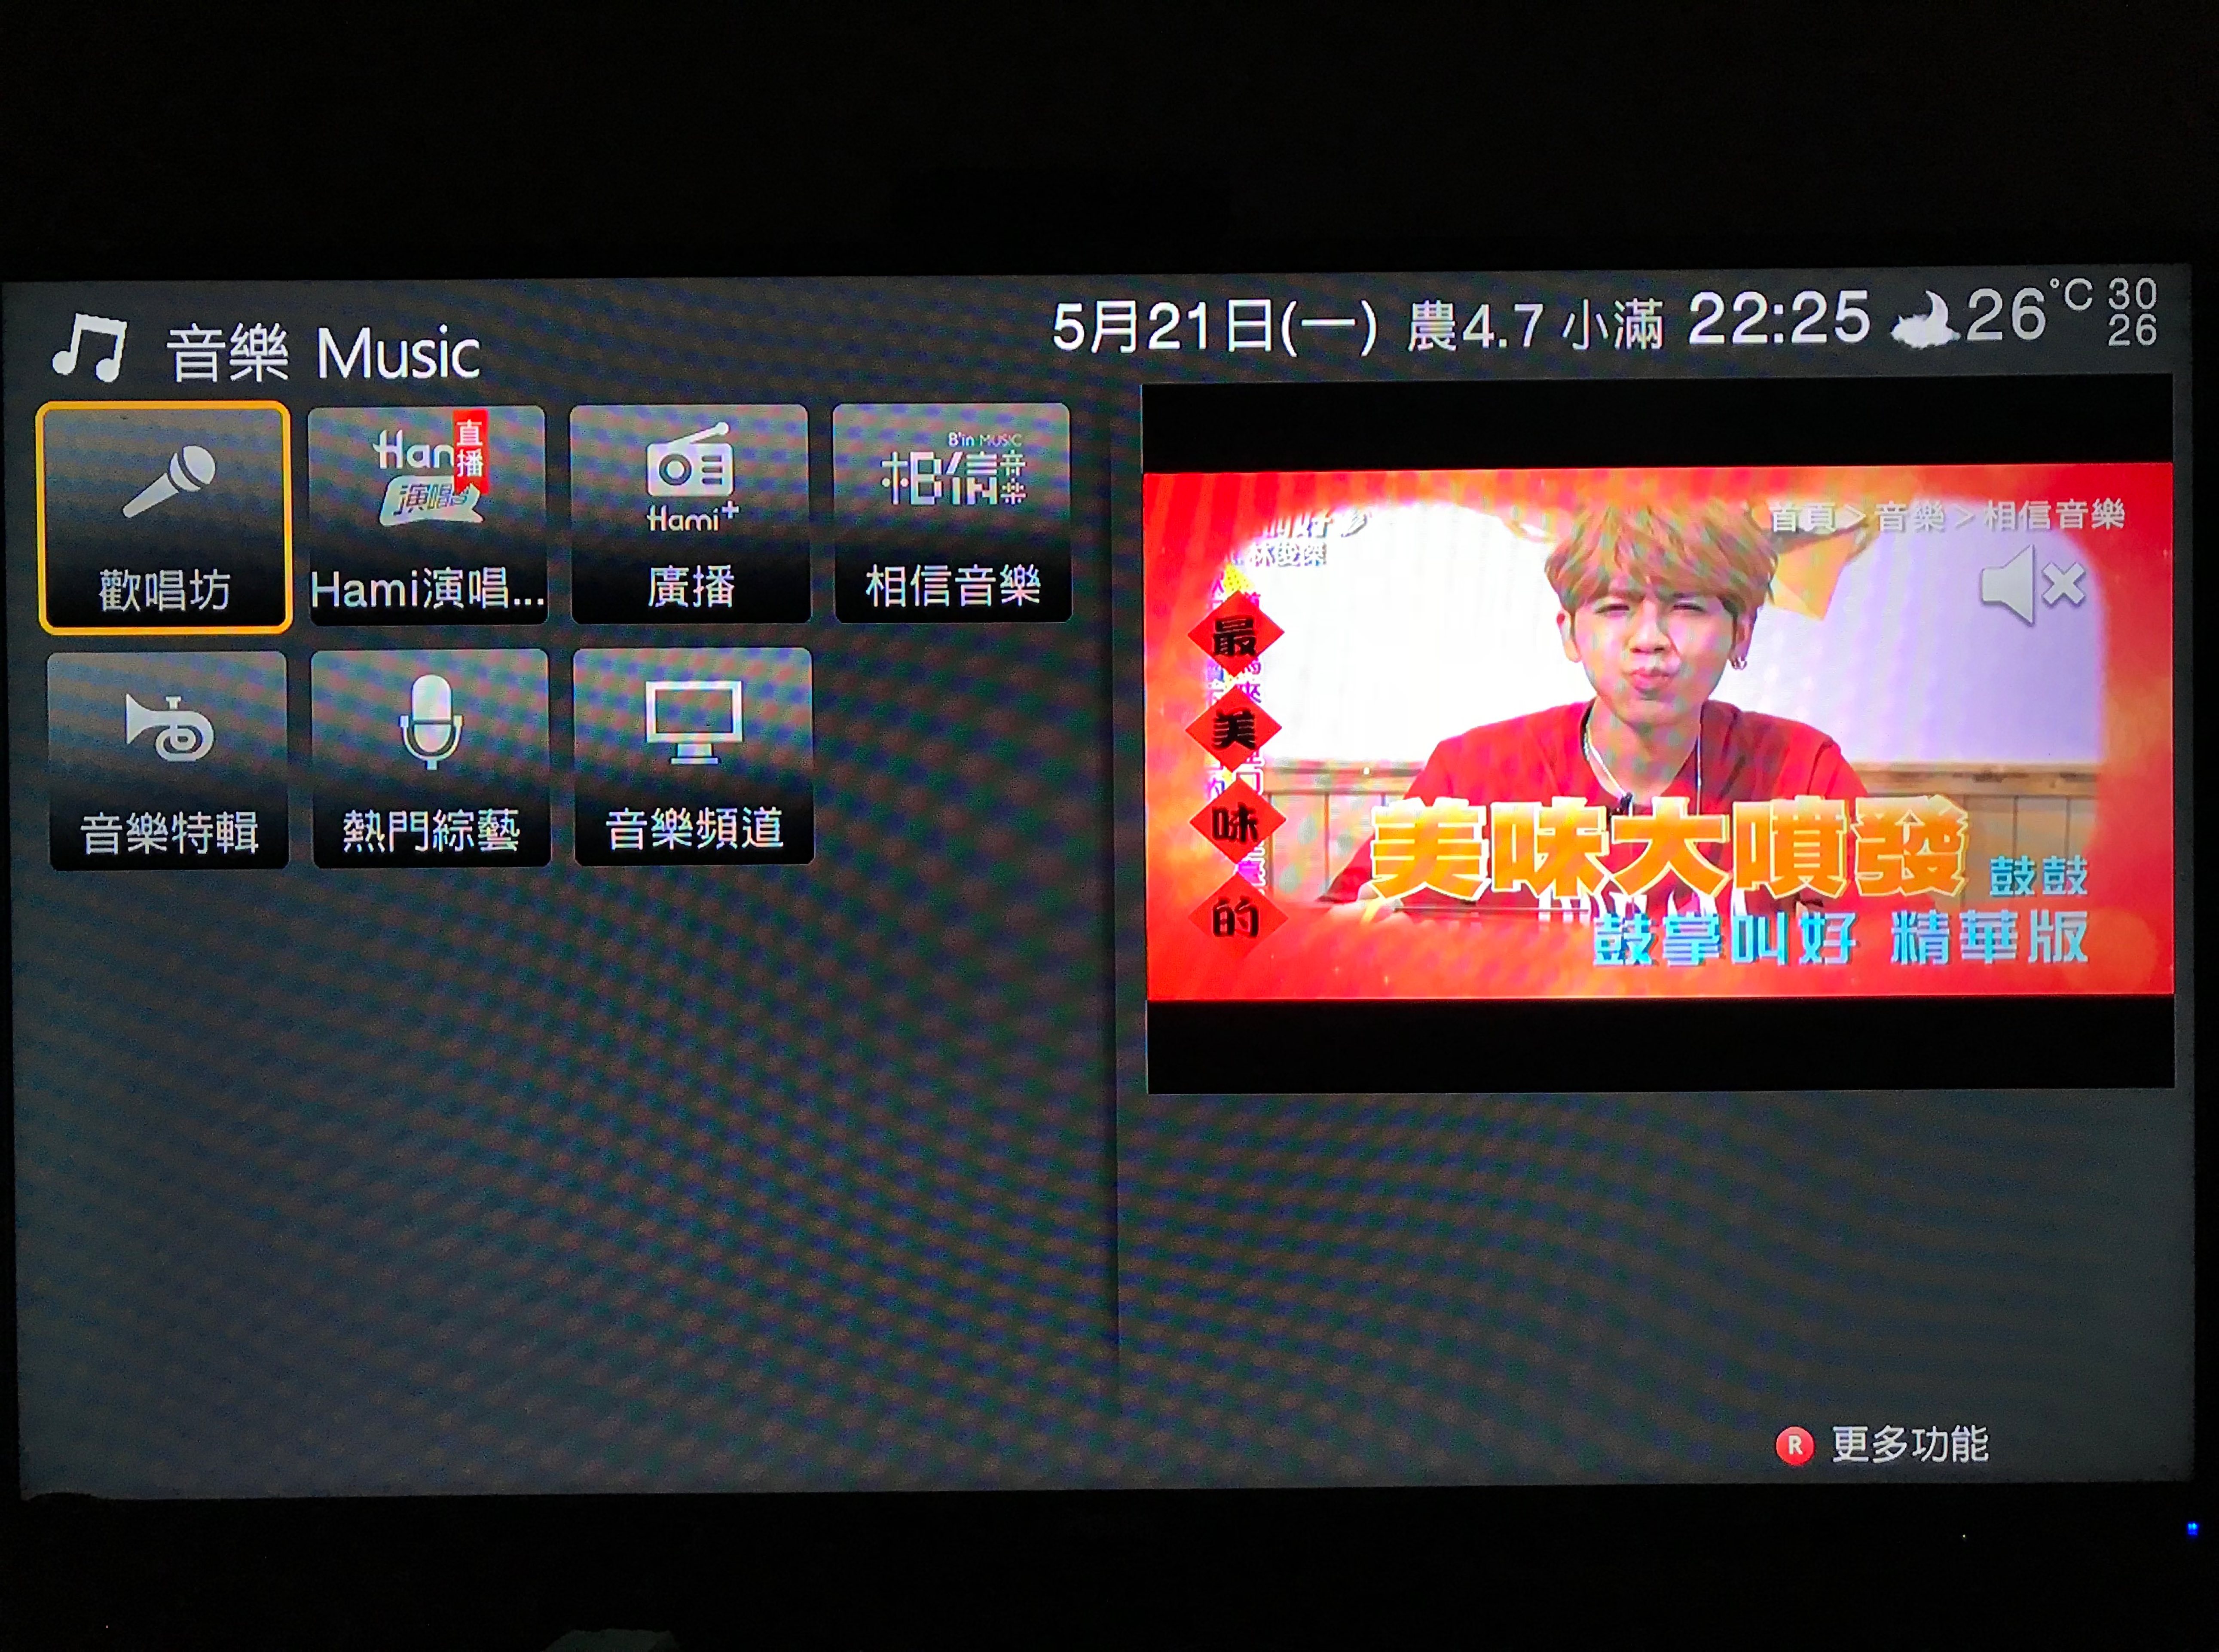 音樂 Music
5月21日(一) 農4.7 小滿 22:25 26°C 30
26
歡唱坊
直播
演唱會
Hami演唱...
Hami+
廣播
B'in MUSIC
相信音樂
相信音樂
音樂特輯
熱門綜藝
音樂頻道
首頁 > 音樂 > 相信音樂
林俊傑
最美味的
美味大噴發 鼓鼓
鼓掌叫好 精華版
R 更多功能